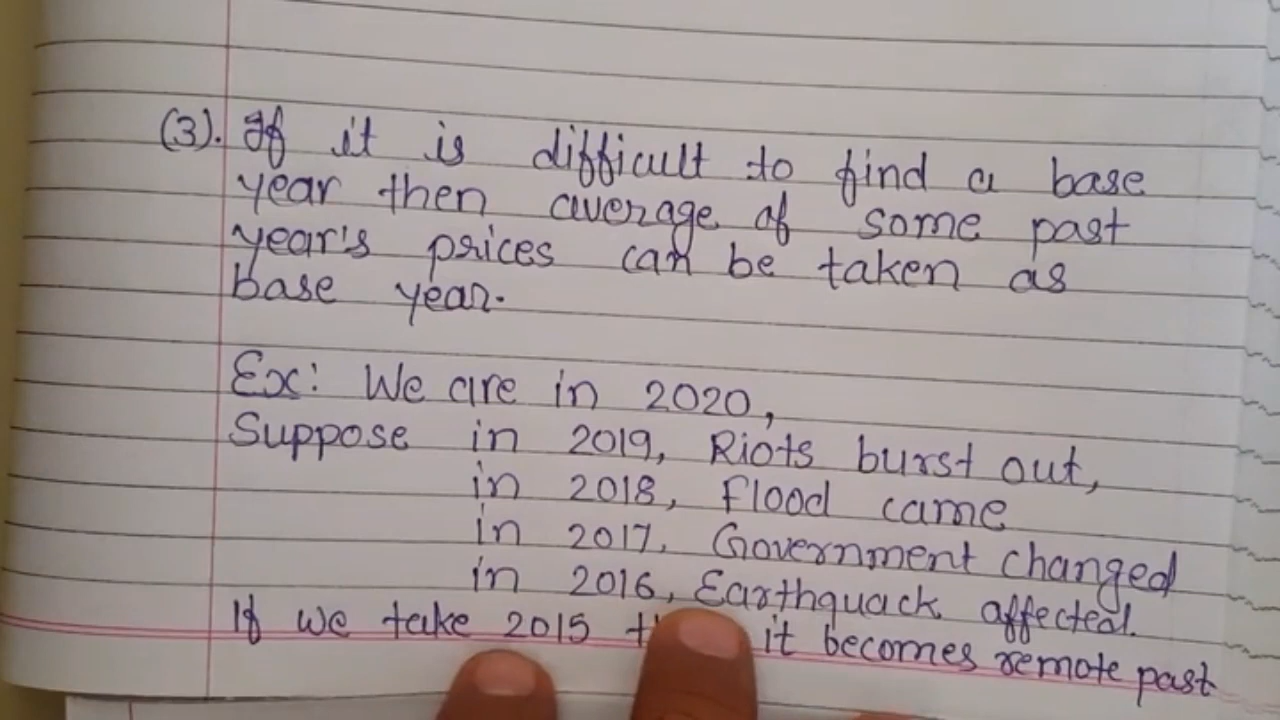 (3). If it is difficult to find a base
year then average of some past
year's prices can be taken as
base year.
Ex: We are in 2020,
Suppose in 2019, Riots burst out,
in 2018, Flood came
in 2017, Government changed
in 2016, Earthquack affected.
If we take 2015 it becomes remote past